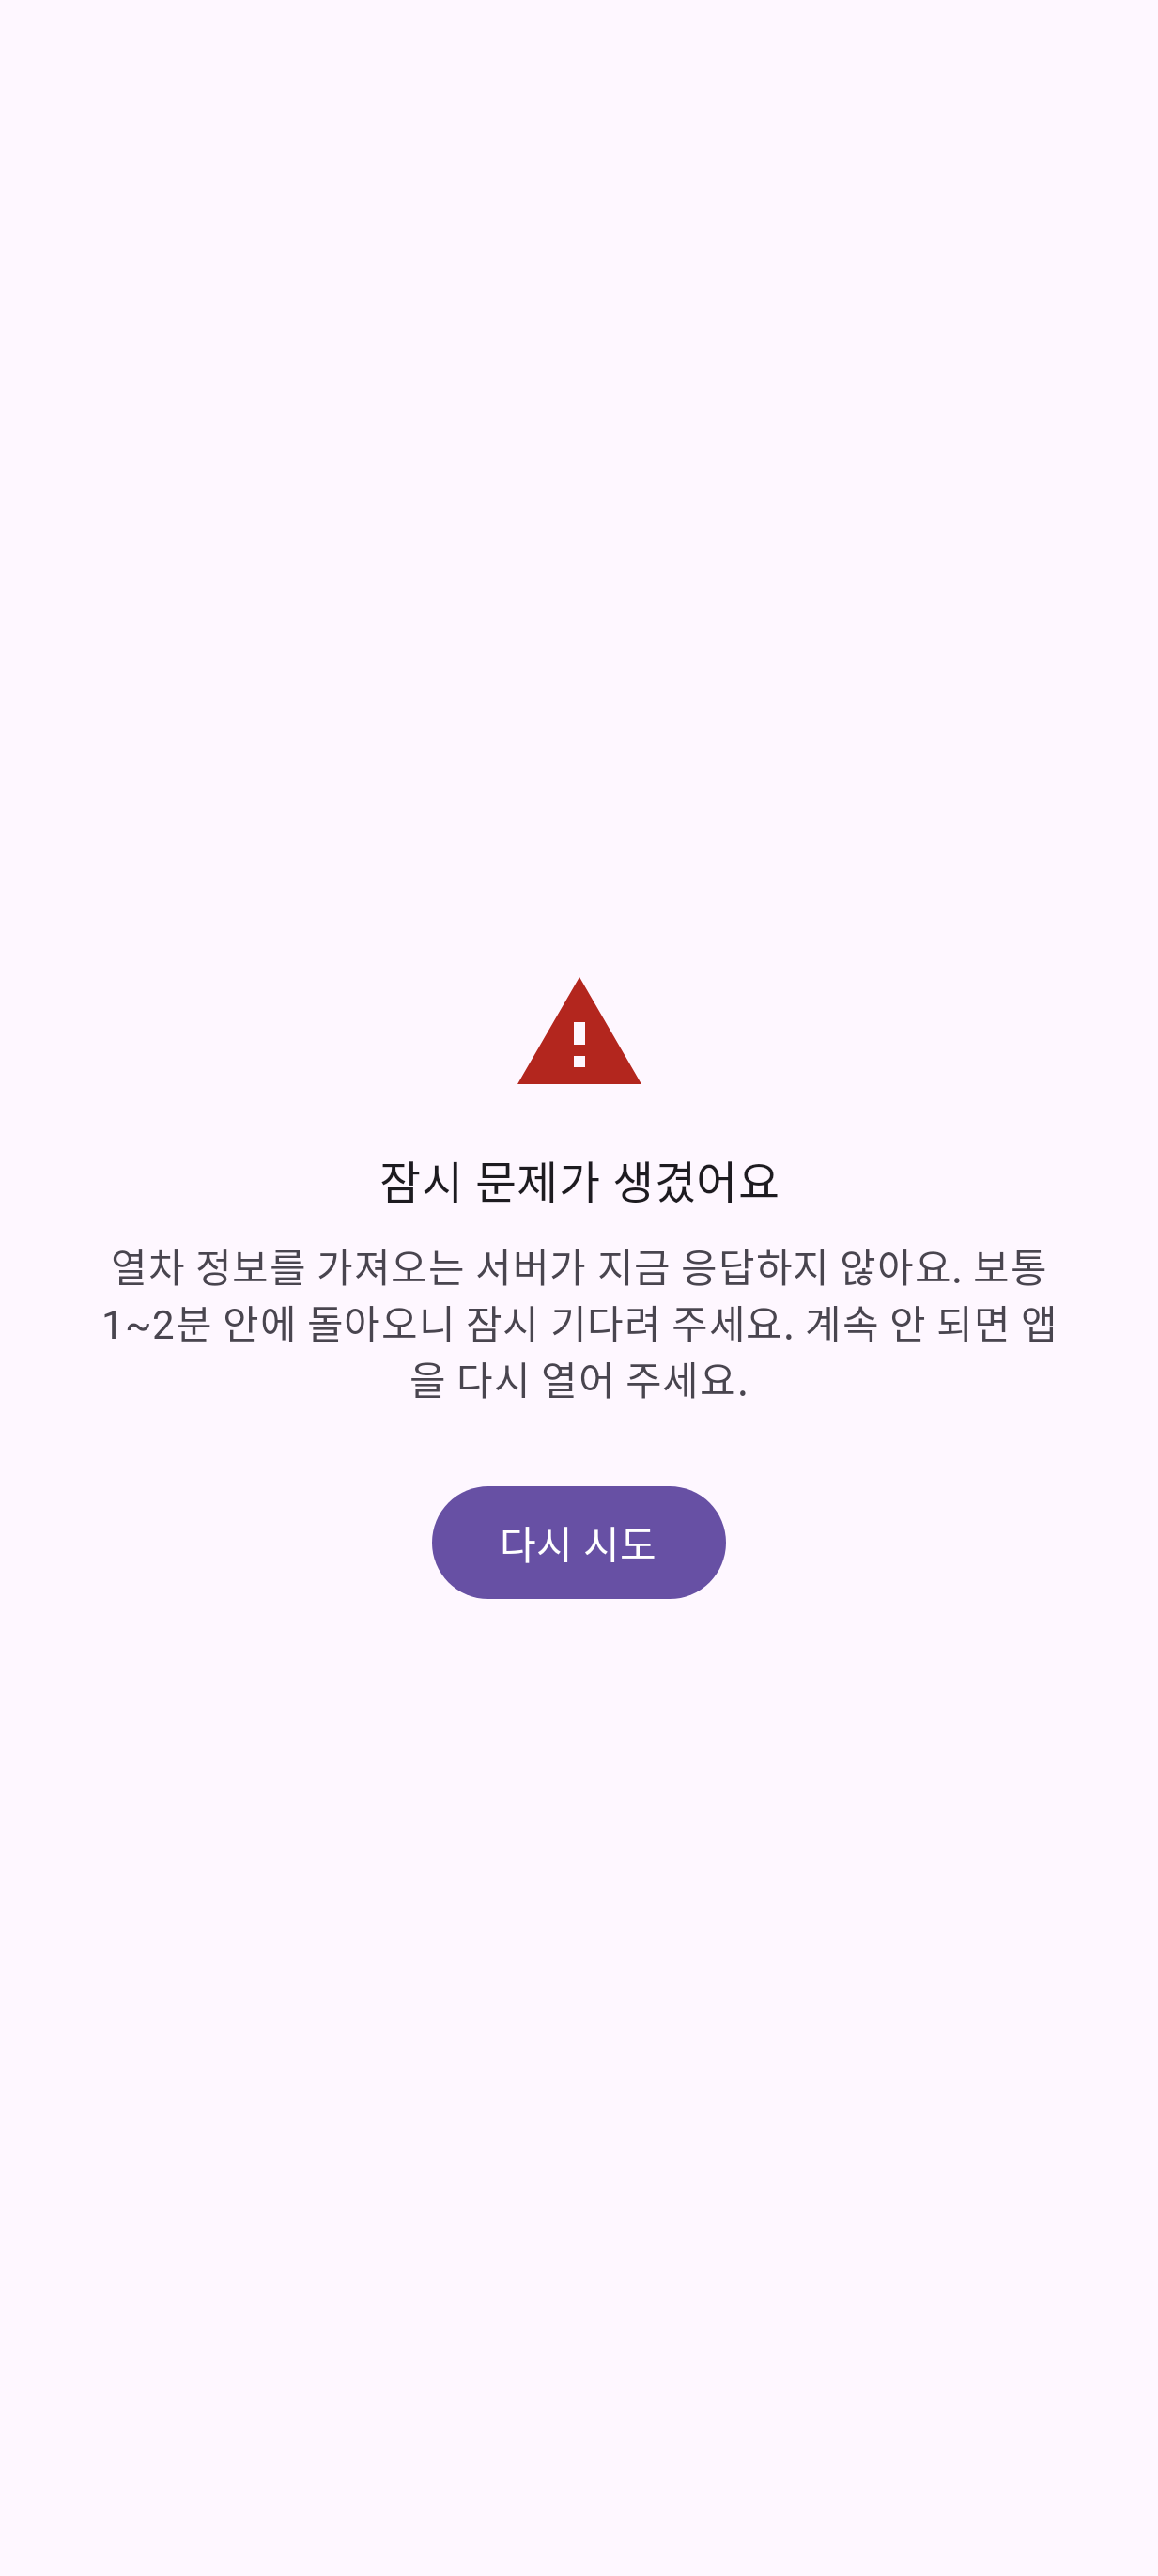 잠시 문제가 생겼어요
열차 정보를 가져오는 서버가 지금 응답하지 않아요. 보통
1~2분 안에 돌아오니 잠시 기다려 주세요. 계속 안 되면 앱
을 다시 열어 주세요.
다시 시도